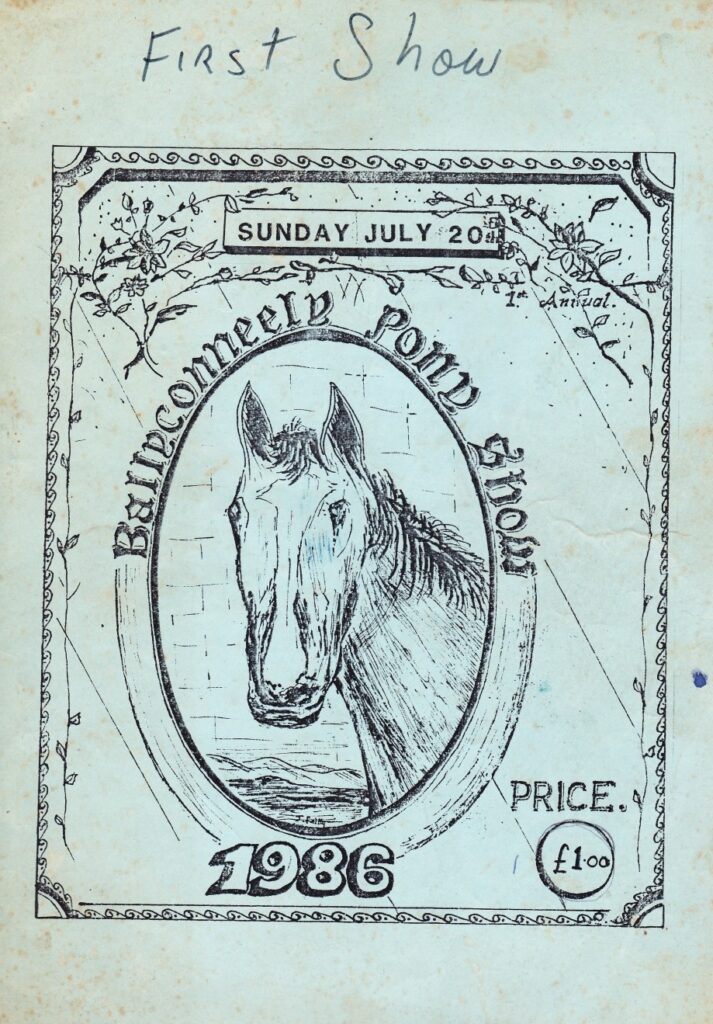 First Show
SUNDAY JULY 20th
1st Annual.
Ballyconneely Pony Show
PRICE.
£1.00
1986